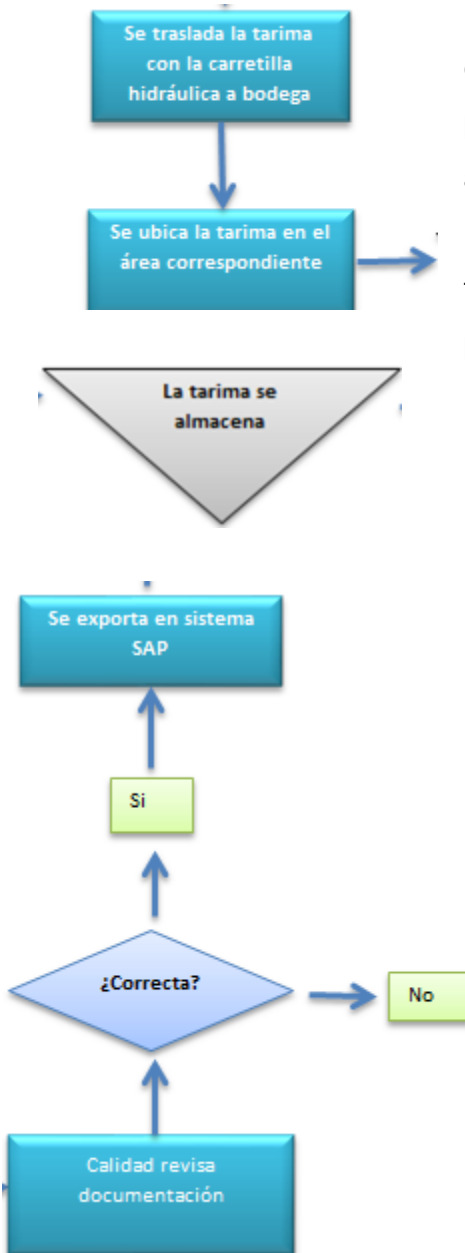 Se traslada la tarima
con la carretilla
hidráulica a bodega
Se ubica la tarima en el
área correspondiente
La tarima se
almacena
Se exporta en sistema
SAP
Si
¿Correcta?
No
Calidad revisa
documentación